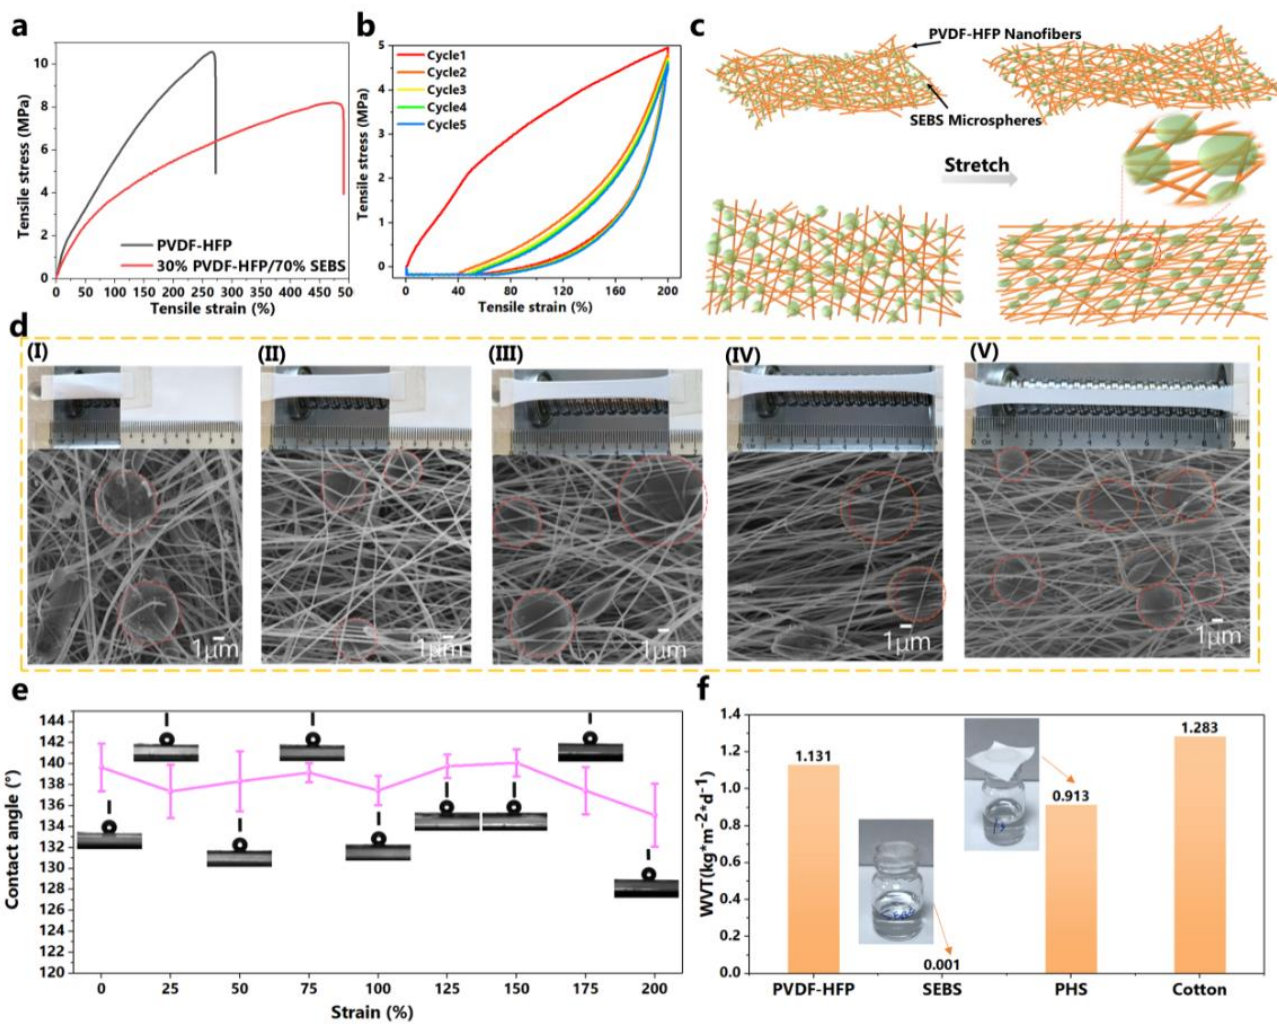 a
10
8
6
4
2
0
Tensile stress (MPa)
PVDF-HFP
30% PVDF-HFP/70% SEBS
0 50 100 150 200 250 300 350 400 450 50
Tensile strain (%)
b
5
4
3
2
1
0
Tensile stress (MPa)
Cycle1
Cycle2
Cycle3
Cycle4
Cycle5
0 40 80 120 160 200
Tensile strain (%)
c
PVDF-HFP Nanofibers
SEBS Microspheres
Stretch
d
(I)
(II)
(III)
(IV)
(V)
1μm
1μm
1μm
1μm
1μm
e
144
142
140
138
136
134
132
130
128
126
124
122
120
Contact angle (°)
0 25 50 75 100 125 150 175 200
Strain (%)
f
1.4
1.2
1.0
0.8
0.6
0.4
0.2
0.0
WVT(kg*m-2*d-1)
1.131
0.001
0.913
1.283
PVDF-HFP SEBS PHS Cotton